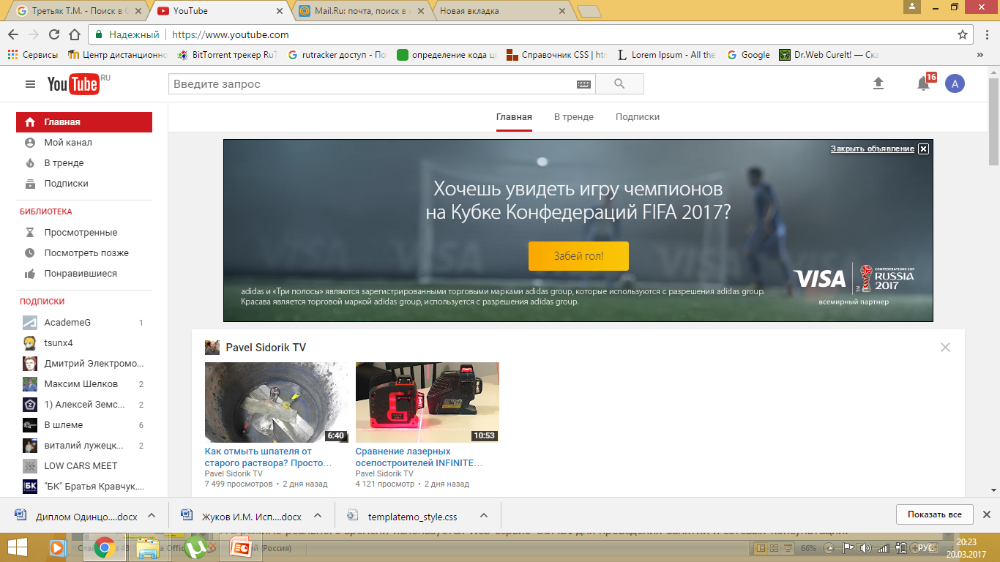 Третьяк Т.М. - Поиск в G
YouTube
Mail.Ru: почта, поиск в и
Новая вкладка
Надежный
https://www.youtube.com
Сервисы
Центр дистанционно
BitTorrent трекер RuT
rutracker доступ - По
определение кода цв
Справочник CSS | htm
Lorem Ipsum - All the
Google
Dr.Web CureIt! — Ска
»
YouTube RU
Введите запрос
16
A
Главная
В тренде
Подписки
Главная
Мой канал
В тренде
Подписки
БИБЛИОТЕКА
Просмотренные
Посмотреть позже
Понравившиеся
ПОДПИСКИ
AcademeG 1
tsunx4
Дмитрий Электромо...
Максим Шелков 2
1) Алексей Земс... 2
В шлеме 6
виталий лужецк... 2
LOW CARS MEET
"БК" Братья Кравчук....
Закрыть объявление
Хочешь увидеть игру чемпионов
на Кубке Конфедераций FIFA 2017?
Забей гол!
VISA
CONFEDERATIONS CUP
RUSSIA
2017
всемирный партнер
adidas и «Три полосы» являются зарегистрированными торговыми марками adidas group, которые используются с разрешения adidas group.
Красава является торговой маркой adidas group, используется с разрешения adidas group.
Pavel Sidorik TV
6:40
10:53
Как отмыть шпателя от
старого раствора? Просто...
Pavel Sidorik TV
7 499 просмотров • 2 дня назад
Сравнение лазерных
осепостроителей INFINITE...
Pavel Sidorik TV
4 121 просмотр • 2 дня назад
Диплом Одинцо....docx
Жуков И.М. Исп....docx
templatemo_style.css
Показать все
66%
РУС
20:23
20.03.2017